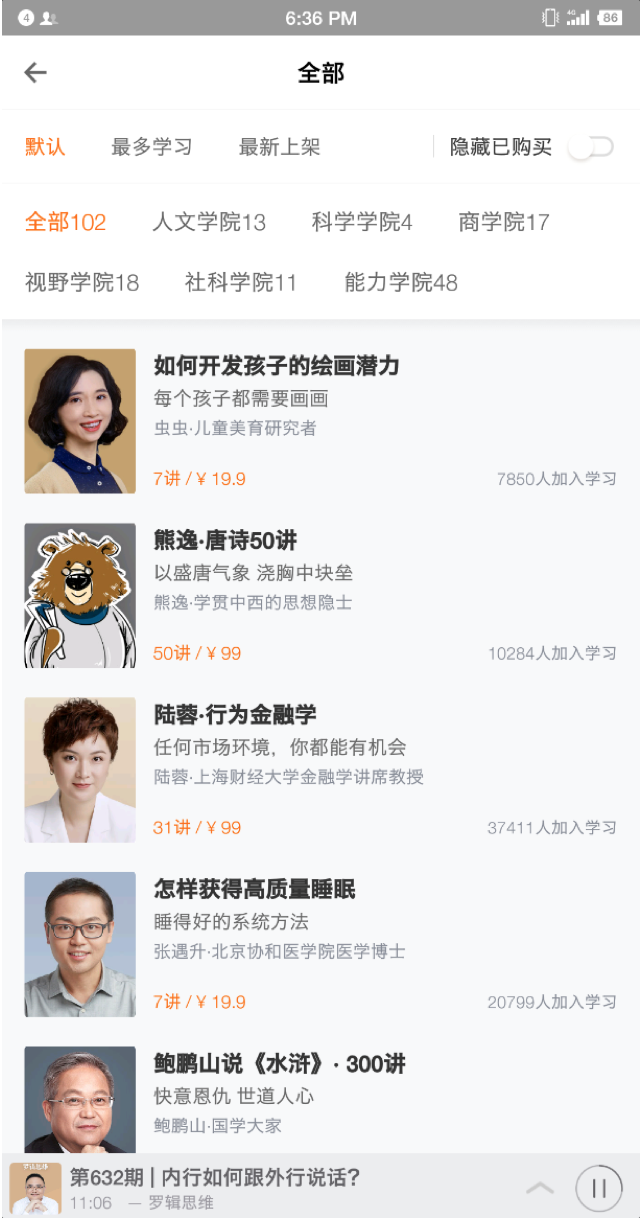 4
6:36 PM
4G
86
全部
默认 最多学习 最新上架 隐藏已购买
全部102 人文学院13 科学学院4 商学院17
视野学院18 社科学院11 能力学院48
如何开发孩子的绘画潜力
每个孩子都需要画画
虫虫·儿童美育研究者
7讲 / ¥ 19.9 7850人加入学习
熊逸·唐诗50讲
以盛唐气象 浇胸中块垒
熊逸·学贯中西的思想隐士
50讲 / ¥ 99 10284人加入学习
陆蓉·行为金融学
任何市场环境，你都能有机会
陆蓉·上海财经大学金融学讲席教授
31讲 / ¥ 99 37411人加入学习
怎样获得高质量睡眠
睡得好的系统方法
张遇升·北京协和医学院医学博士
7讲 / ¥ 19.9 20799人加入学习
鲍鹏山说《水浒》· 300讲
快意恩仇 世道人心
鲍鹏山·国学大家
第632期 | 内行如何跟外行说话?
11:06 — 罗辑思维